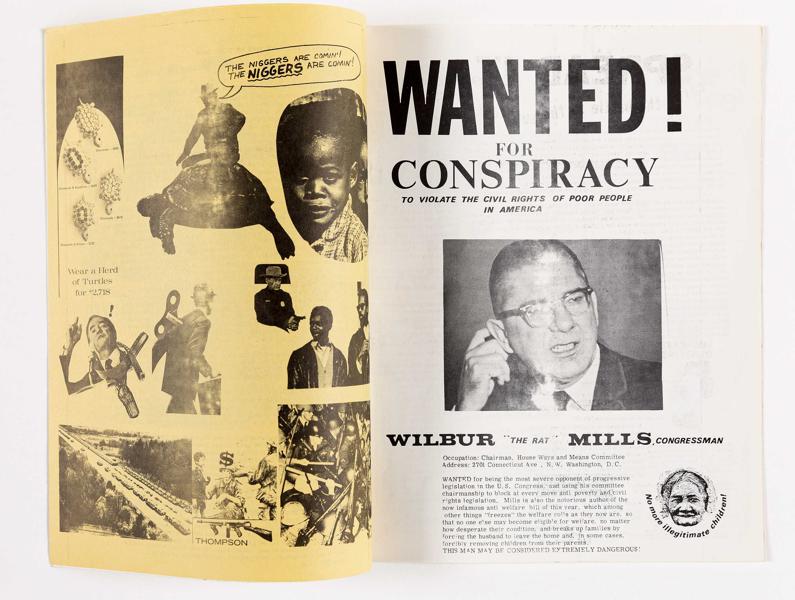 THE NIGGERS ARE COMIN'!
THE NIGGERS ARE COMIN'!
Wear a Herd
of Turtles
for $2,718
$
THOMPSON
WANTED!
FOR
CONSPIRACY
TO VIOLATE THE CIVIL RIGHTS OF POOR PEOPLE
IN AMERICA
WILBUR "THE RAT" MILLS, CONGRESSMAN
Occupation: Chairman, House Ways and Means Committee
Address: 2701 Connecticut Ave., N.W. Washington, D.C.
WANTED for being the most severe opponent of progressive
legislation in the U.S. Congress, and using his committee
chairmanship to block at every move anti poverty and civil
rights legislation. Mills is also the notorious author of the
now infamous anti welfare bill of this year, which among
other things "freezes" the welfare rolls as they now are, so
that no one else may become eligible for welfare, no matter
how desperate their condition, and breaks up families by
forcing the husband to leave the home and, in some cases,
forcibly removing children from their parents.
THIS MAN MAY BE CONSIDERED EXTREMELY DANGEROUS!
No more illegitimate children!